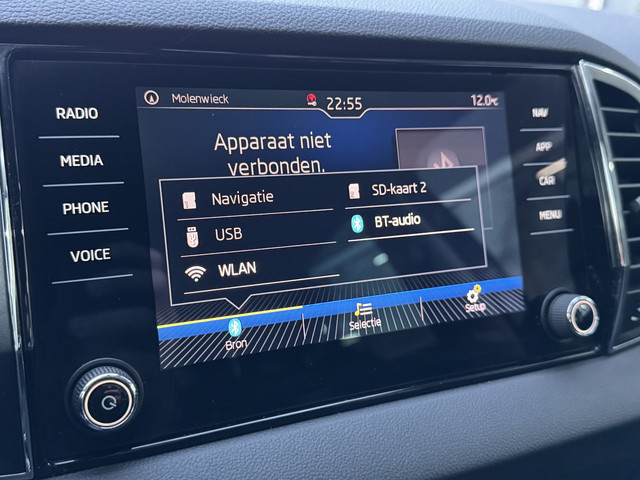 RADIO
MEDIA
PHONE
VOICE
Molenwieck
22:55
12.0°C
Apparaat niet
verbonden.
Navigatie
SD-kaart 2
USB
BT-audio
WLAN
Bron
Selectie
Setup
NAV
APP
CAR
MENU